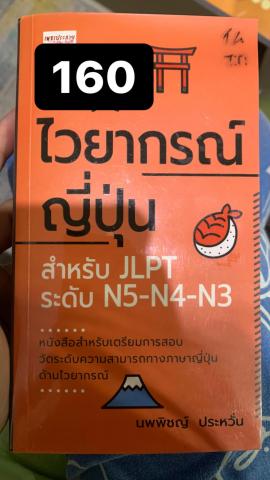 160
ไวยากรณ์
ญี่ปุ่น
สำหรับ JLPT
ระดับ N5-N4-N3
หนังสือสำหรับเตรียมการสอบ
วัดระดับความสามารถทางภาษาญี่ปุ่น
ด้านไวยากรณ์
นพพิชญ์ ประหวั่น